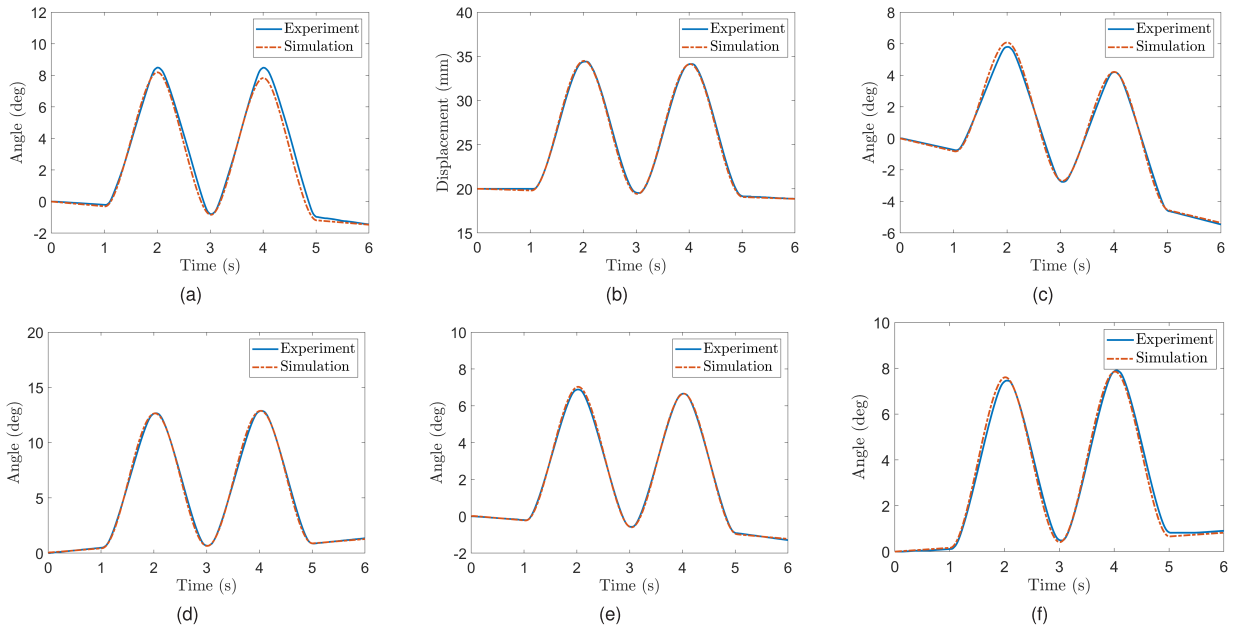 12
10
8
6
4
2
0
-2
Angle (deg)
Experiment
Simulation
0 1 2 3 4 5 6
Time (s)
(a)
40
35
30
25
20
15
Displacement (mm)
Experiment
Simulation
0 1 2 3 4 5 6
Time (s)
(b)
8
6
4
2
0
-2
-4
-6
Angle (deg)
Experiment
Simulation
0 1 2 3 4 5 6
Time (s)
(c)
20
15
10
5
0
Angle (deg)
Experiment
Simulation
0 1 2 3 4 5 6
Time (s)
(d)
10
8
6
4
2
0
-2
Angle (deg)
Experiment
Simulation
0 1 2 3 4 5 6
Time (s)
(e)
10
8
6
4
2
0
Angle (deg)
Experiment
Simulation
0 1 2 3 4 5 6
Time (s)
(f)